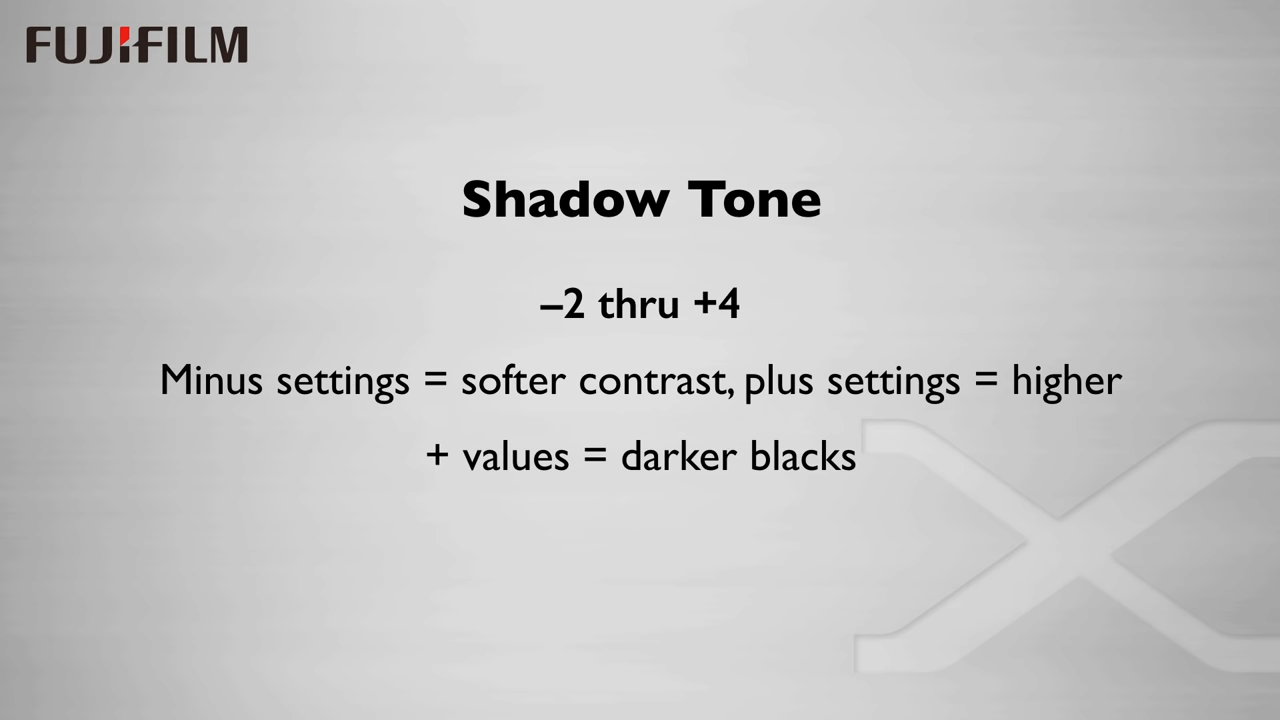 FUJIFILM
Shadow Tone
–2 thru +4
Minus settings = softer contrast, plus settings = higher
+ values = darker blacks